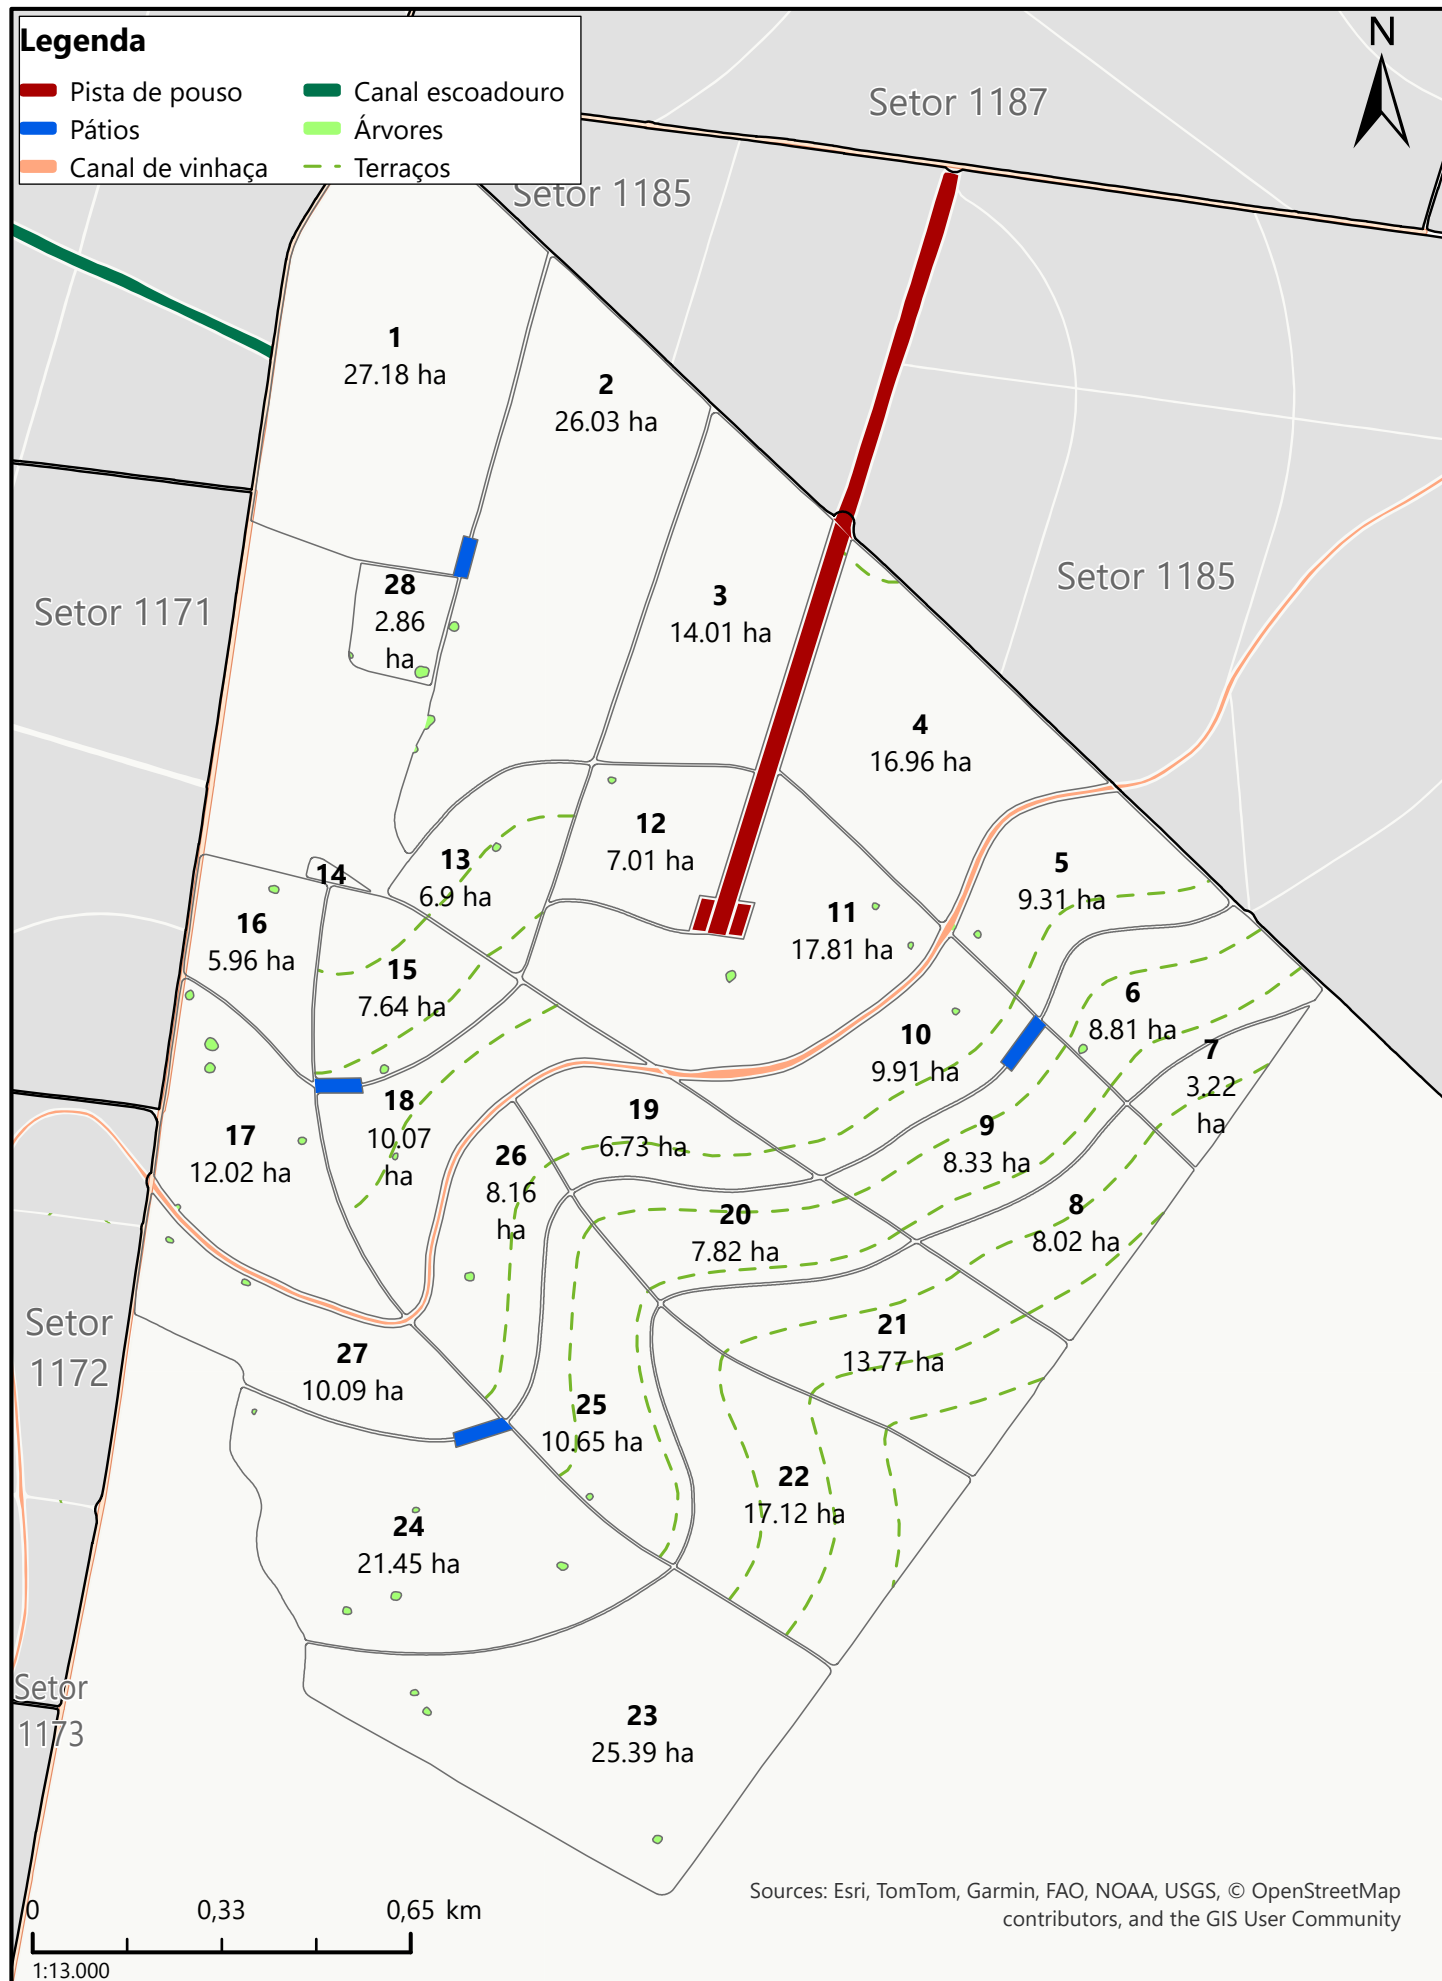 Legenda
Pista de pouso
Canal escoadouro
Pátios
Árvores
Canal de vinhaça
Terraços
N
Setor 1187
Setor 1185
1
27.18 ha
2
26.03 ha
Setor 1185
28
2.86
ha
Setor 1171
3
14.01 ha
4
16.96 ha
12
7.01 ha
13
6.9 ha
14
5
9.31 ha
11
17.81 ha
16
5.96 ha
15
7.64 ha
6
8.81 ha
10
9.91 ha
7
3.22
ha
18
10.07
ha
19
6.73 ha
9
8.33 ha
17
12.02 ha
26
8.16
ha
20
7.82 ha
8
8.02 ha
Setor
1172
21
13.77 ha
27
10.09 ha
25
10.65 ha
22
17.12 ha
24
21.45 ha
Setor
1173
23
25.39 ha
Sources: Esri, TomTom, Garmin, FAO, NOAA, USGS, © OpenStreetMap
contributors, and the GIS User Community
0 0,33 0,65 km
1:13.000